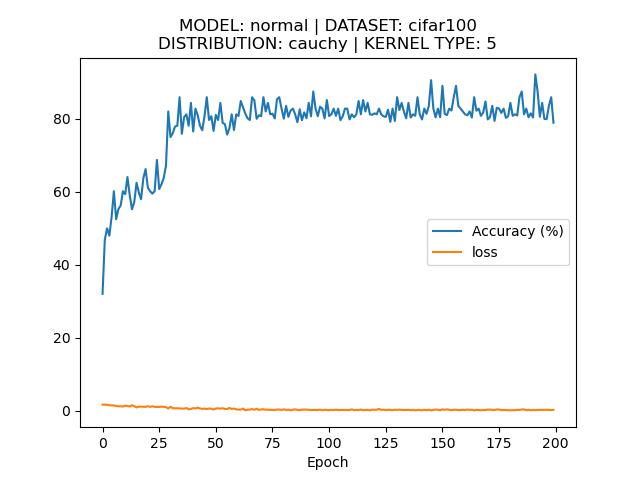 MODEL: normal | DATASET: cifar100
DISTRIBUTION: cauchy | KERNEL TYPE: 5
80
60
40
20
0
Accuracy (%)
loss
0 25 50 75 100 125 150 175 200
Epoch